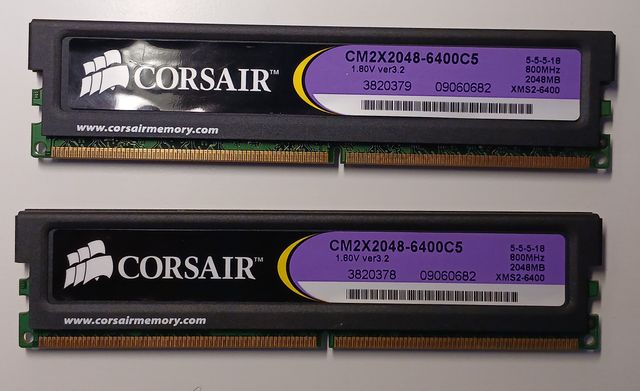 CORSAIR™
www.corsairmemory.com
CM2X2048-6400C5
1.80V ver3.2
3820379 09060682
5-5-5-18
800MHz
2048MB
XMS2-6400
CORSAIR™
www.corsairmemory.com
CM2X2048-6400C5
1.80V ver3.2
3820378 09060682
5-5-5-18
800MHz
2048MB
XMS2-6400